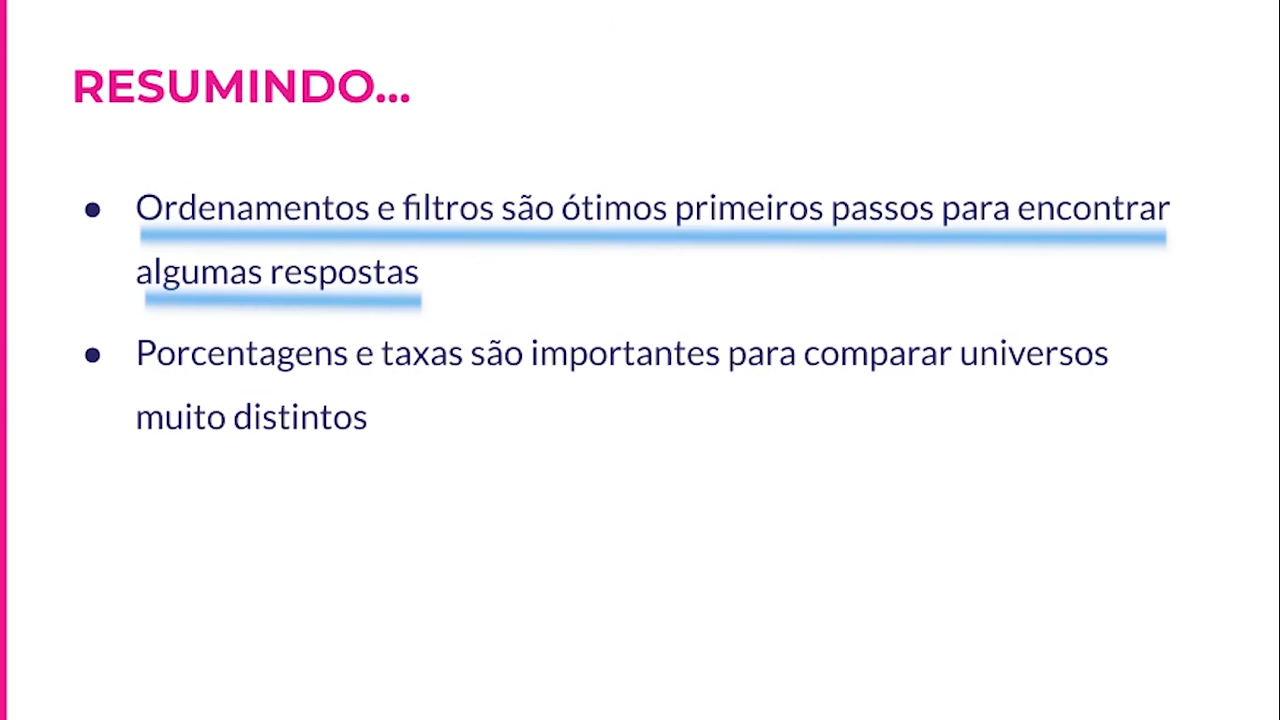 RESUMINDO...
● Ordenamentos e filtros são ótimos primeiros passos para encontrar
algumas respostas
● Porcentagens e taxas são importantes para comparar universos
muito distintos